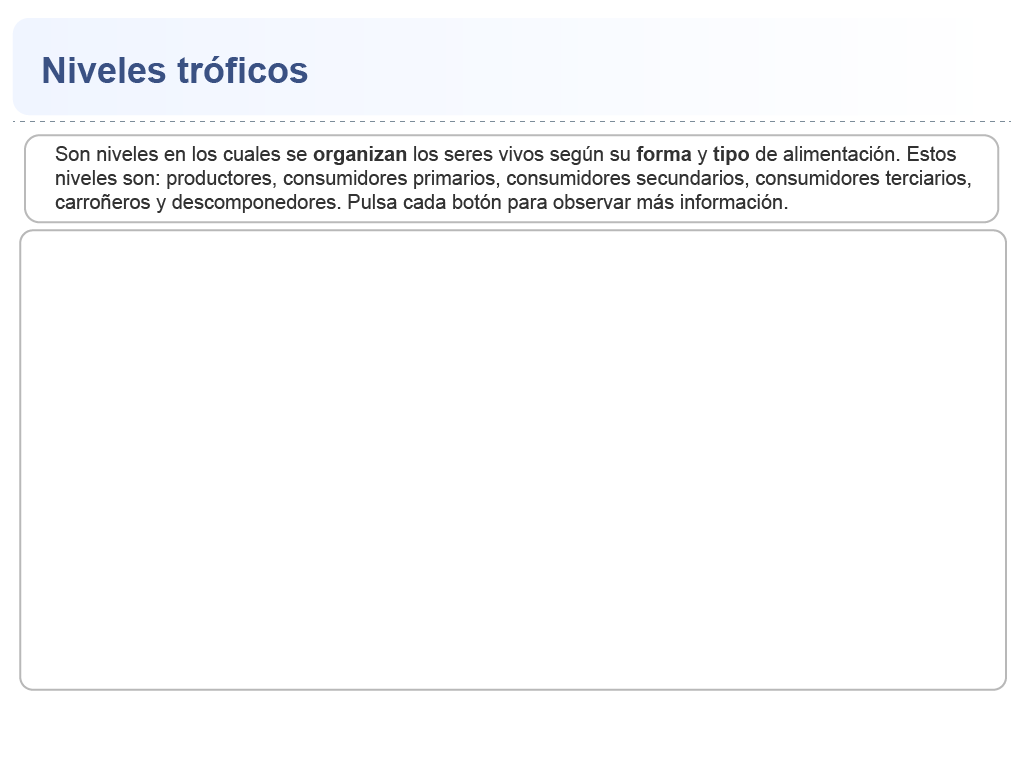 Niveles tróficos
Son niveles en los cuales se organizan los seres vivos según su forma y tipo de alimentación. Estos
niveles son: productores, consumidores primarios, consumidores secundarios, consumidores terciarios,
carroñeros y descomponedores. Pulsa cada botón para observar más información.